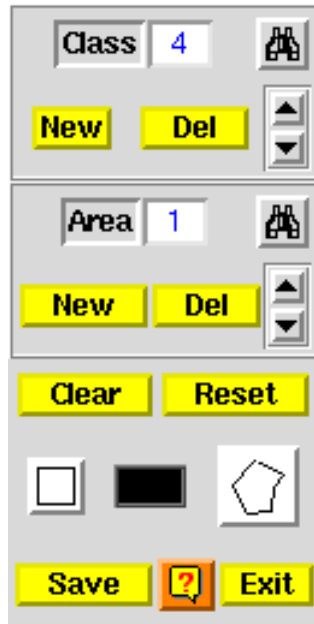 Class 4
New Del
Area 1
New Del
Clear Reset
Save ? Exit